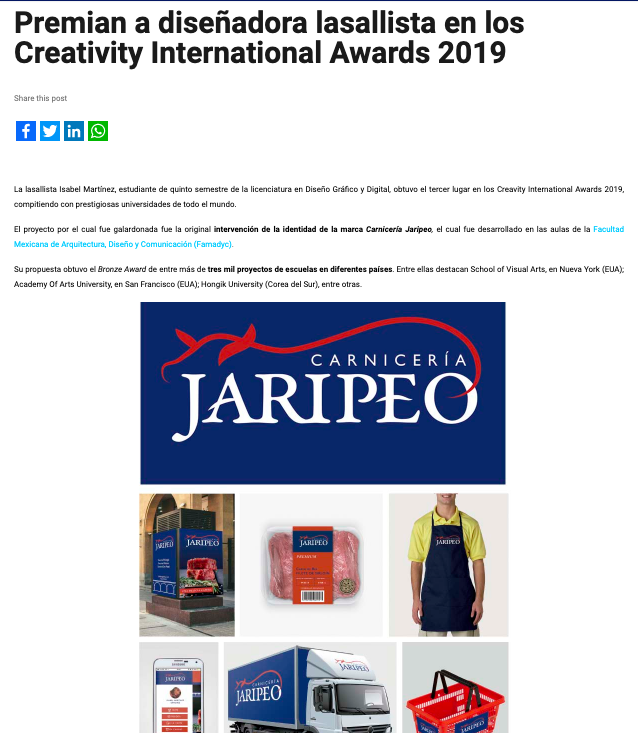 Premian a diseñadora lasallista en los
Creativity International Awards 2019
Share this post
La lasallista Isabel Martínez, estudiante de quinto semestre de la licenciatura en Diseño Gráfico y Digital, obtuvo el tercer lugar en los Creavity International Awards 2019,
compitiendo con prestigiosas universidades de todo el mundo.
El proyecto por el cual fue galardonada fue la original intervención de la identidad de la marca Carnicería Jaripeo, el cual fue desarrollado en las aulas de la Facultad
Mexicana de Arquitectura, Diseño y Comunicación (Famadyc).
Su propuesta obtuvo el Bronze Award de entre más de tres mil proyectos de escuelas en diferentes países. Entre ellas destacan School of Visual Arts, en Nueva York (EUA);
Academy Of Arts University, en San Francisco (EUA); Hongik University (Corea del Sur), entre otras.
CARNICERÍA
JARIPEO
JARIPEO
JARIPEO
JARIPEO
PREMIUM
JARIPEO
JARIPEO
CARNICERÍA
JARIPEO
JARIPEO
JARIPEO